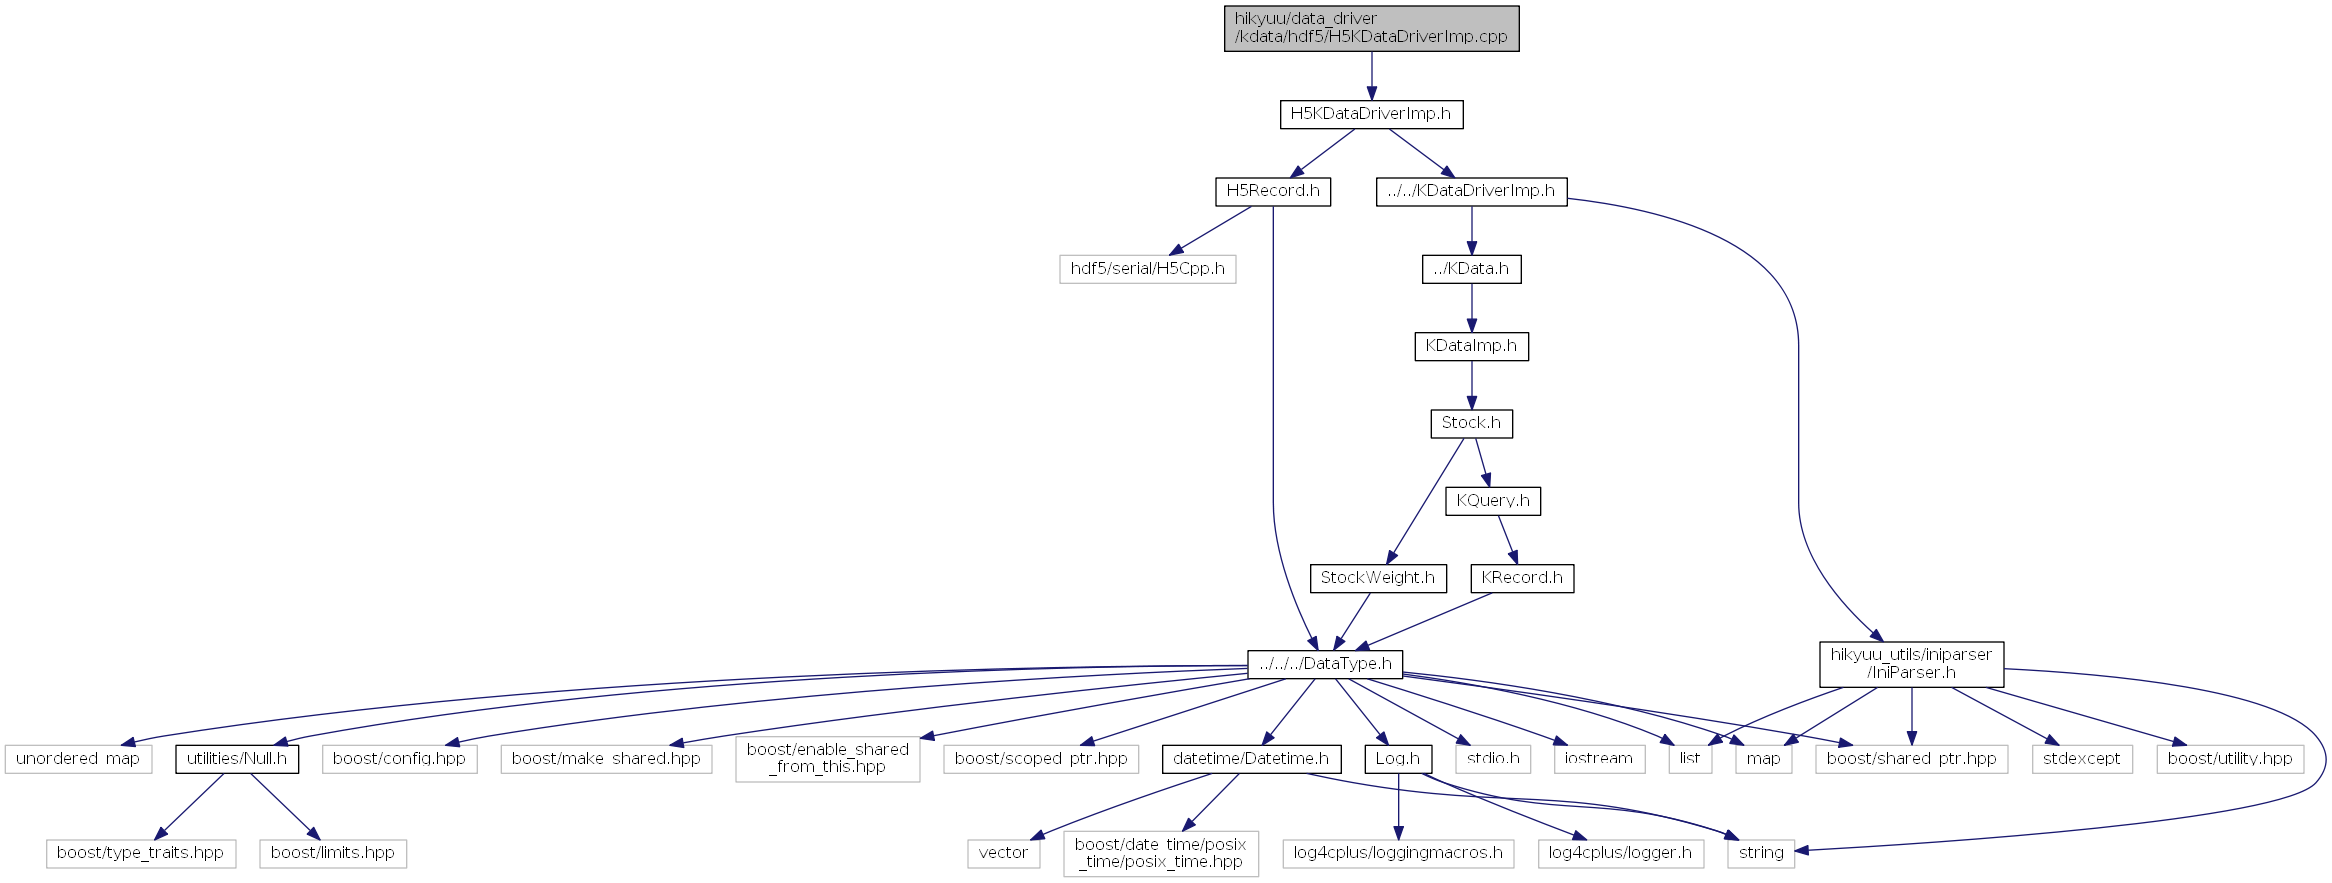 hikyuu/data_driver
/kdata/hdf5/H5KDataDriverImp.cpp
H5KDataDriverImp.h
H5Record.h
../../KDataDriverImp.h
hdf5/serial/H5Cpp.h
../KData.h
KDataImp.h
Stock.h
KQuery.h
StockWeight.h
KRecord.h
../../../DataType.h
hikyuu_utils/iniparser
/IniParser.h
unordered_map
utilities/Null.h
boost/config.hpp
boost/make_shared.hpp
boost/enable_shared
_from_this.hpp
boost/scoped_ptr.hpp
datetime/Datetime.h
Log.h
stdio.h
iostream
list
map
boost/shared_ptr.hpp
stdexcept
boost/utility.hpp
boost/type_traits.hpp
boost/limits.hpp
vector
boost/date_time/posix
_time/posix_time.hpp
log4cplus/loggingmacros.h
log4cplus/logger.h
string